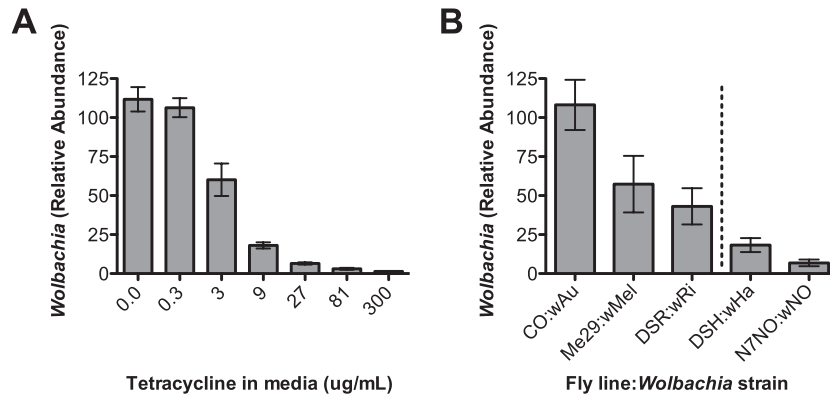 A
Wolbachia (Relative Abundance)
125
100
75
50
25
0
0.0
0.3
3
9
27
81
300
Tetracycline in media (ug/mL)
B
Wolbachia (Relative Abundance)
125
100
75
50
25
0
CO:wAu
Me29:wMel
DSR:wRi
DSH:wHa
N7NO:wNO
Fly line:Wolbachia strain